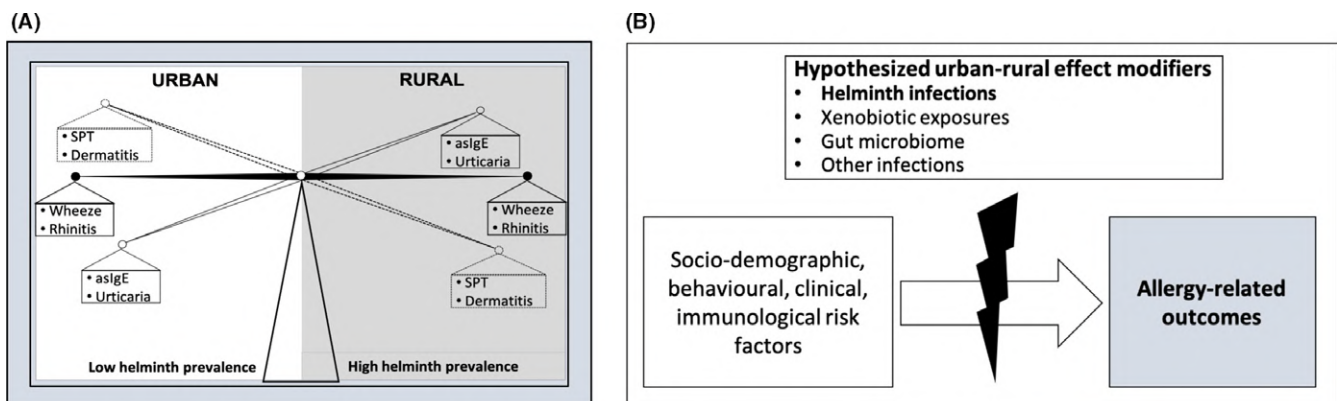 (A)
URBAN
RURAL
• SPT
• Dermatitis
• asIgE
• Urticaria
• Wheeze
• Rhinitis
• Wheeze
• Rhinitis
• asIgE
• Urticaria
• SPT
• Dermatitis
Low helminth prevalence
High helminth prevalence
(B)
Hypothesized urban-rural effect modifiers
• Helminth infections
• Xenobiotic exposures
• Gut microbiome
• Other infections
Socio-demographic,
behavioural, clinical,
immunological risk
factors
Allergy-related
outcomes